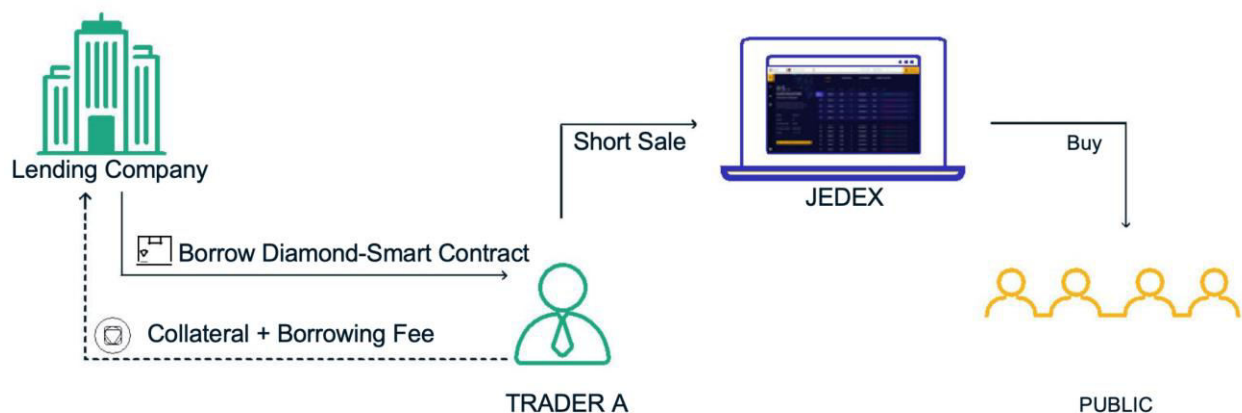 Lending Company
Short Sale
JEDEX
Buy
Borrow Diamond-Smart Contract
Collateral + Borrowing Fee
TRADER A
PUBLIC